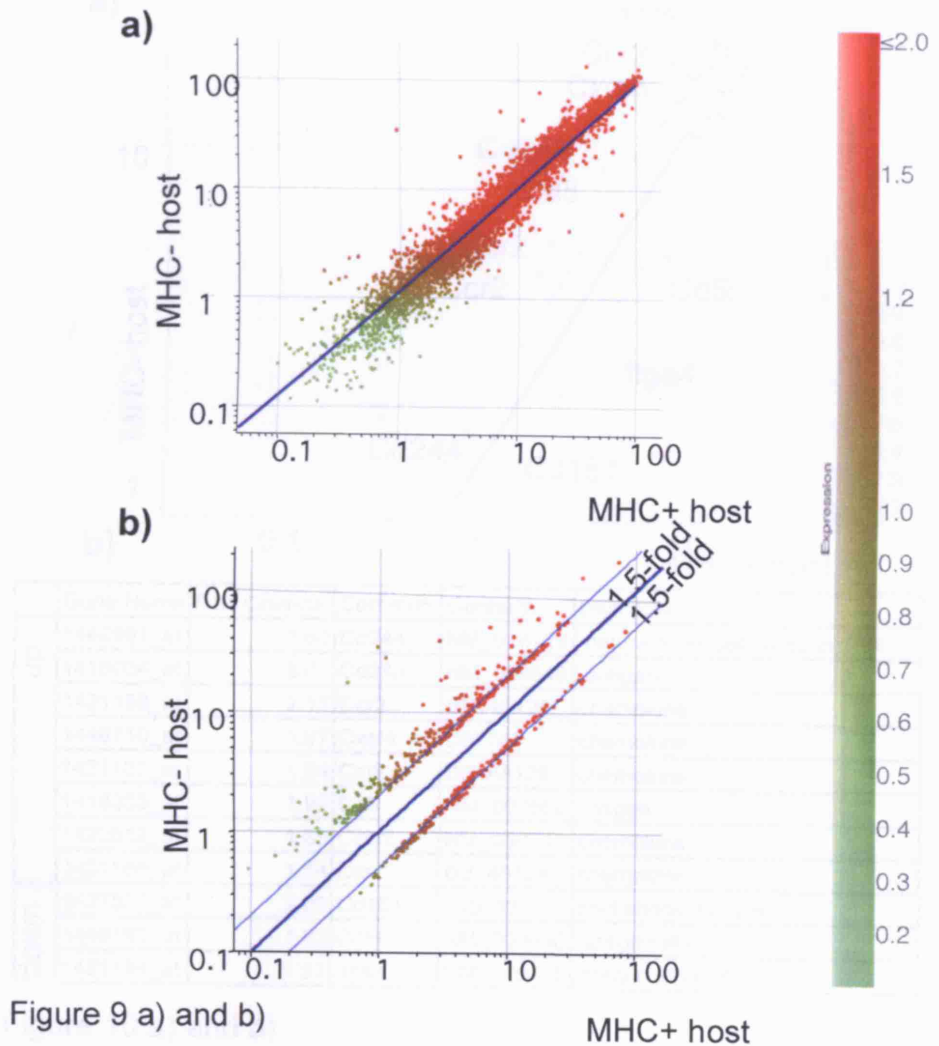 a)
100
10
1
0.1
MHC- host
0.1 1 10 100
MHC+ host
b)
1.5-fold
1.5-fold
100
10
1
0.1
MHC- host
0.1 1 10 100
MHC+ host
≤2.0
1.5
1.2
1.0
0.9
0.8
0.7
0.6
0.5
0.4
0.3
0.2
Expression
Figure 9 a) and b)